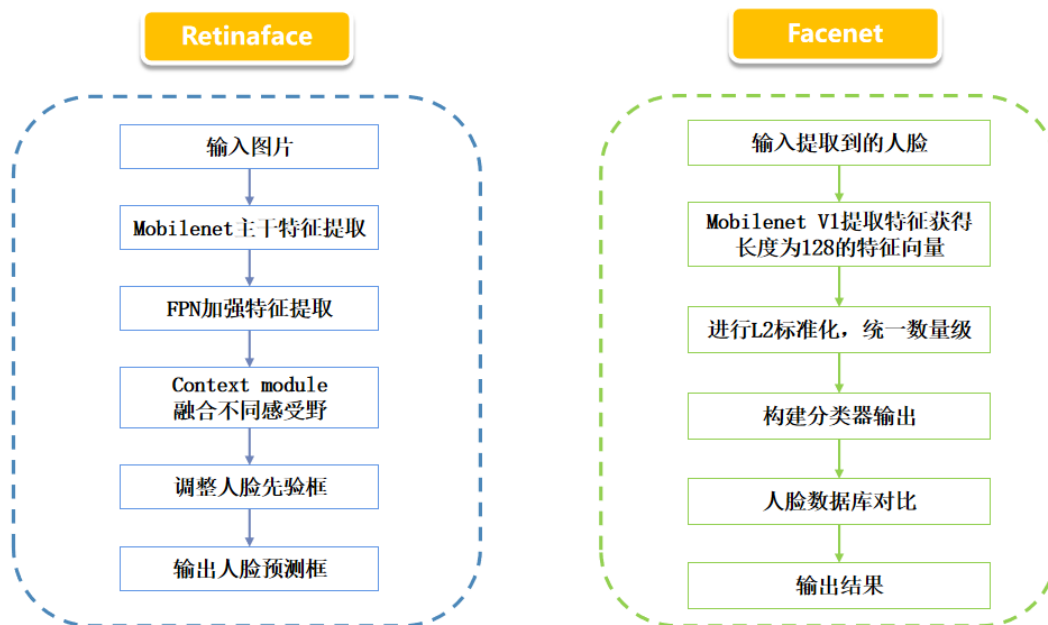 Retinaface
输入图片
Mobilenet主干特征提取
FPN加强特征提取
Context module
融合不同感受野
调整人脸先验框
输出人脸预测框
Facenet
输入提取到的人脸
Mobilenet V1提取特征获得
长度为128的特征向量
进行L2标准化，统一数量级
构建分类器输出
人脸数据库对比
输出结果